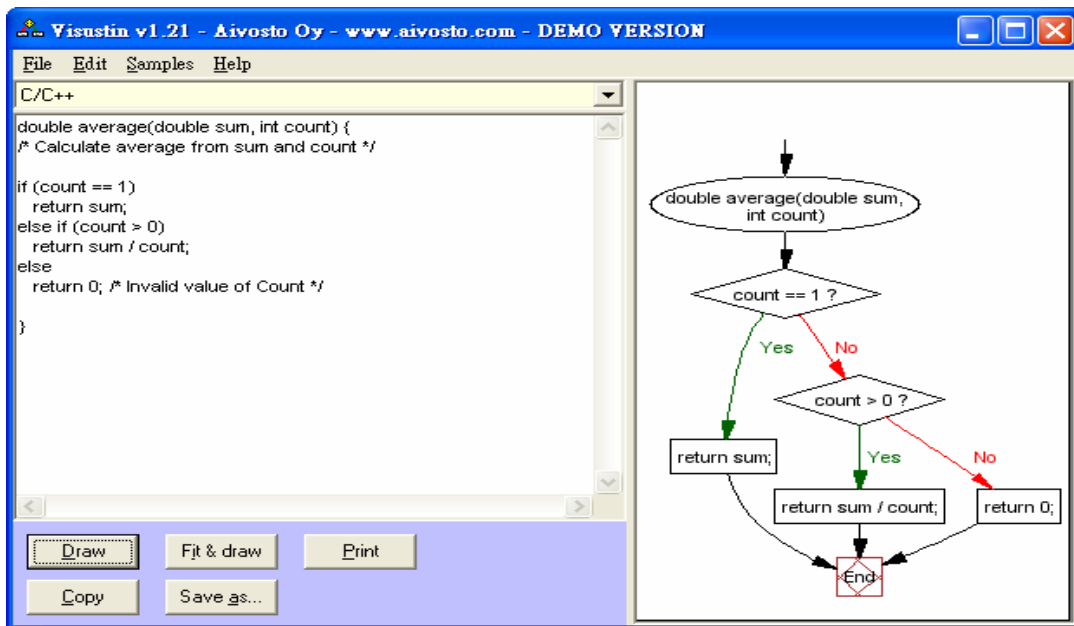 Visustin v1.21 - Aivosto Oy - www.aivosto.com - DEMO VERSION
File Edit Samples Help
C/C++
double average(double sum, int count) {
/* Calculate average from sum and count */
if (count == 1)
return sum;
else if (count > 0)
return sum / count;
else
return 0; /* Invalid value of Count */
}
Draw Fit & draw Print
Copy Save as...
double average(double sum,
int count)
count == 1 ?
Yes No
count > 0 ?
return sum;
Yes No
return sum / count; return 0;
End